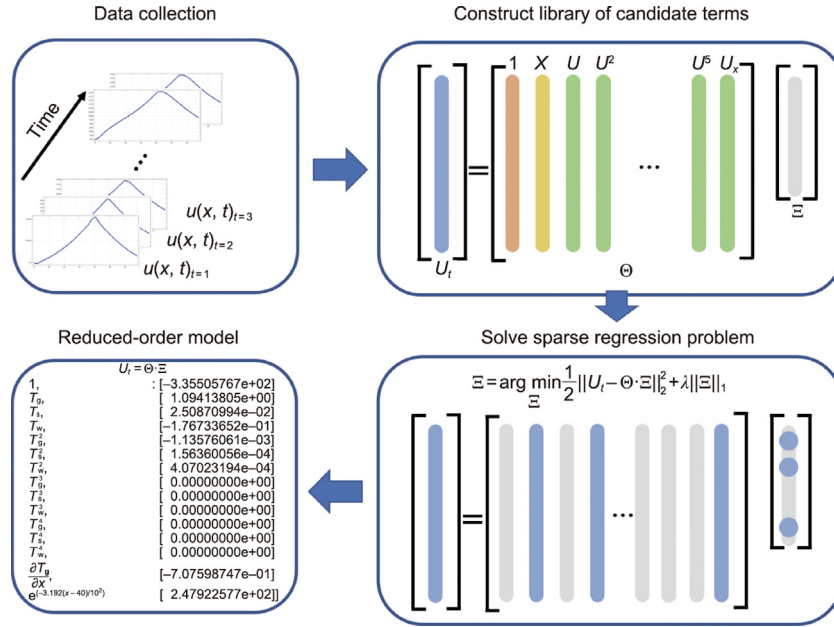 Data collection
Time
u(x, t)t=3
u(x, t)t=2
u(x, t)t=1
Construct library of candidate terms
1 X U U² U⁵ Uₓ
=
...
Uₜ
Θ
Ξ
Reduced-order model
Uₜ = Θ·Ξ
1, : [−3.35505767e+02]
T_g, [ 1.09413805e+00]
T_s, [ 2.50870994e−02]
T_w, [−1.76733652e−01]
T_g², [−1.13576061e−03]
T_s², [ 1.56360056e−04]
T_w², [ 4.07023194e−04]
T_g³, [ 0.00000000e+00]
T_s³, [ 0.00000000e+00]
T_w³, [ 0.00000000e+00]
T_g⁴, [ 0.00000000e+00]
T_s⁴, [ 0.00000000e+00]
T_w⁴, [ 0.00000000e+00]
∂T_g/∂x, [−7.07598747e−01]
e^(−3.192(x−40)/10²) [ 2.47922577e+02]]
Solve sparse regression problem
Ξ = arg min_Ξ 1/2 ||Uₜ − Θ·Ξ||₂² + λ||Ξ||₁
=
...